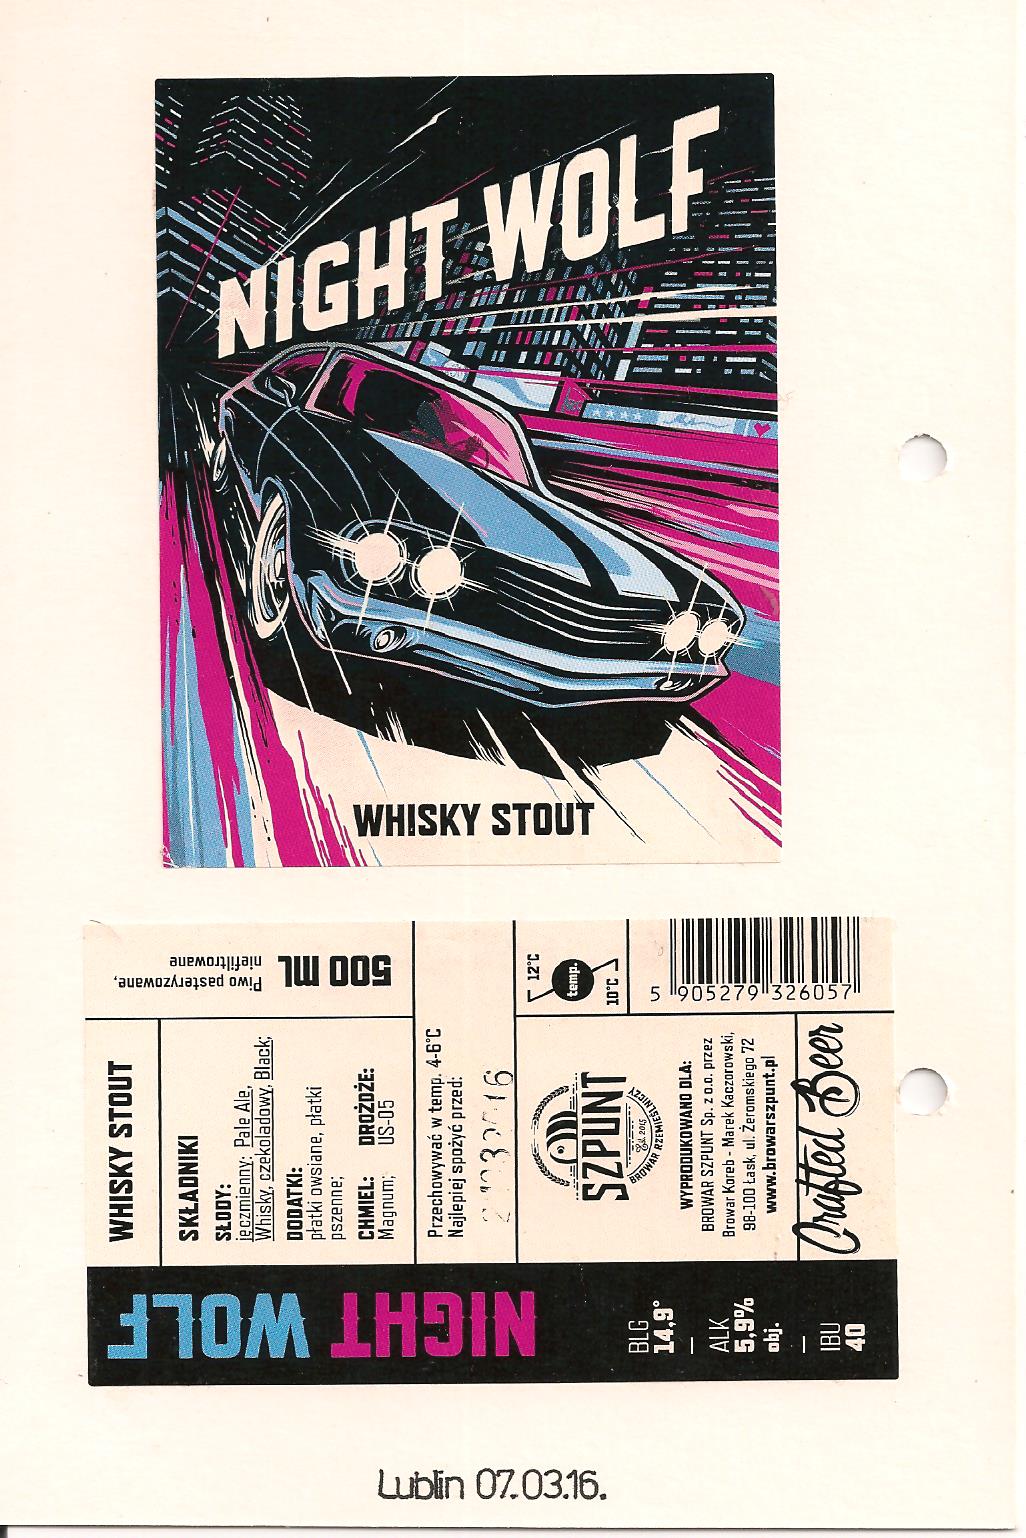 NIGHT WOLF
WHISKY STOUT
Piwo pasteryzowane,
niefiltrowane
500 ML
WHISKY STOUT
SKŁADNIKI
SŁODY:
jęczmienny: Pale Ale,
Whisky, czekoladowy, Black;
DODATKI:
płatki owsiane, płatki
pszenne;
CHMIEL:
Magnum;
DROŻDŻE:
US-05
Przechowywać w temp. 4-6°C
Najlepiej spożyć przed:
12°C
temp.
10°C
5 905279 326057
SZPUNT
Est. 2015
BROWAR RZEMIEŚLNICZY
WYPRODUKOWANO DLA:
BROWAR SZPUNT Sp. z o.o. przez
Browar Koreb - Marek Kaczorowski,
98-100 Łask, ul. Żeromskiego 72
www.browarszpunt.pl
Crafted Beer
NIGHT WOLF
BLG
14,9°
ALK
5,9%
obj.
IBU
40
Lublin 07.03.16.